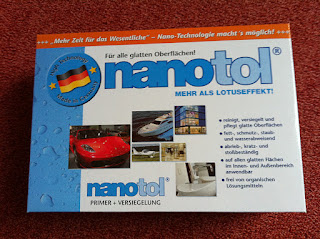 „Mehr Zeit für das Wesentliche“ – Nano-Technologie macht´s möglich!
Für alle glatten Oberflächen!
nanotol®
MEHR ALS LOTUSEFFEKT!
• reinigt, versiegelt und
pflegt glatte Oberflächen
• fett-, schmutz-, staub-
und wasserabweisend
• abrieb-, kratz- und
stoßbeständig
• auf allen glatten Flächen
im Innen- und Außenbereich
anwendbar
• frei von organischen
Lösungsmitteln
nanotol®
PRIMER + VERSIEGELUNG